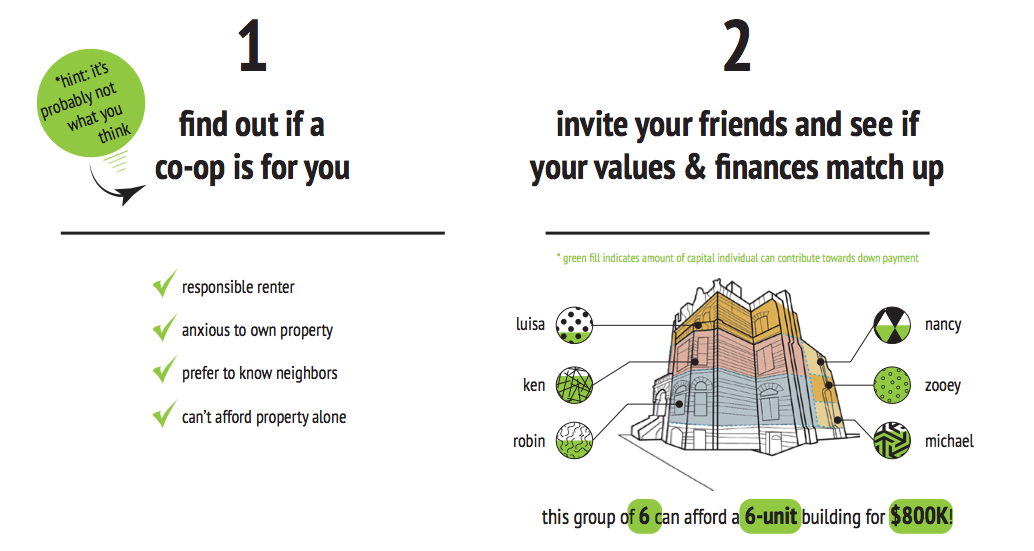 1
*hint: it's
probably not
what you
think
find out if a
co-op is for you
responsible renter
anxious to own property
prefer to know neighbors
can't afford property alone
2
invite your friends and see if
your values & finances match up
* green fill indicates amount of capital individual can contribute towards down payment
luisa
ken
robin
nancy
zooey
michael
this group of 6 can afford a 6-unit building for $800K!